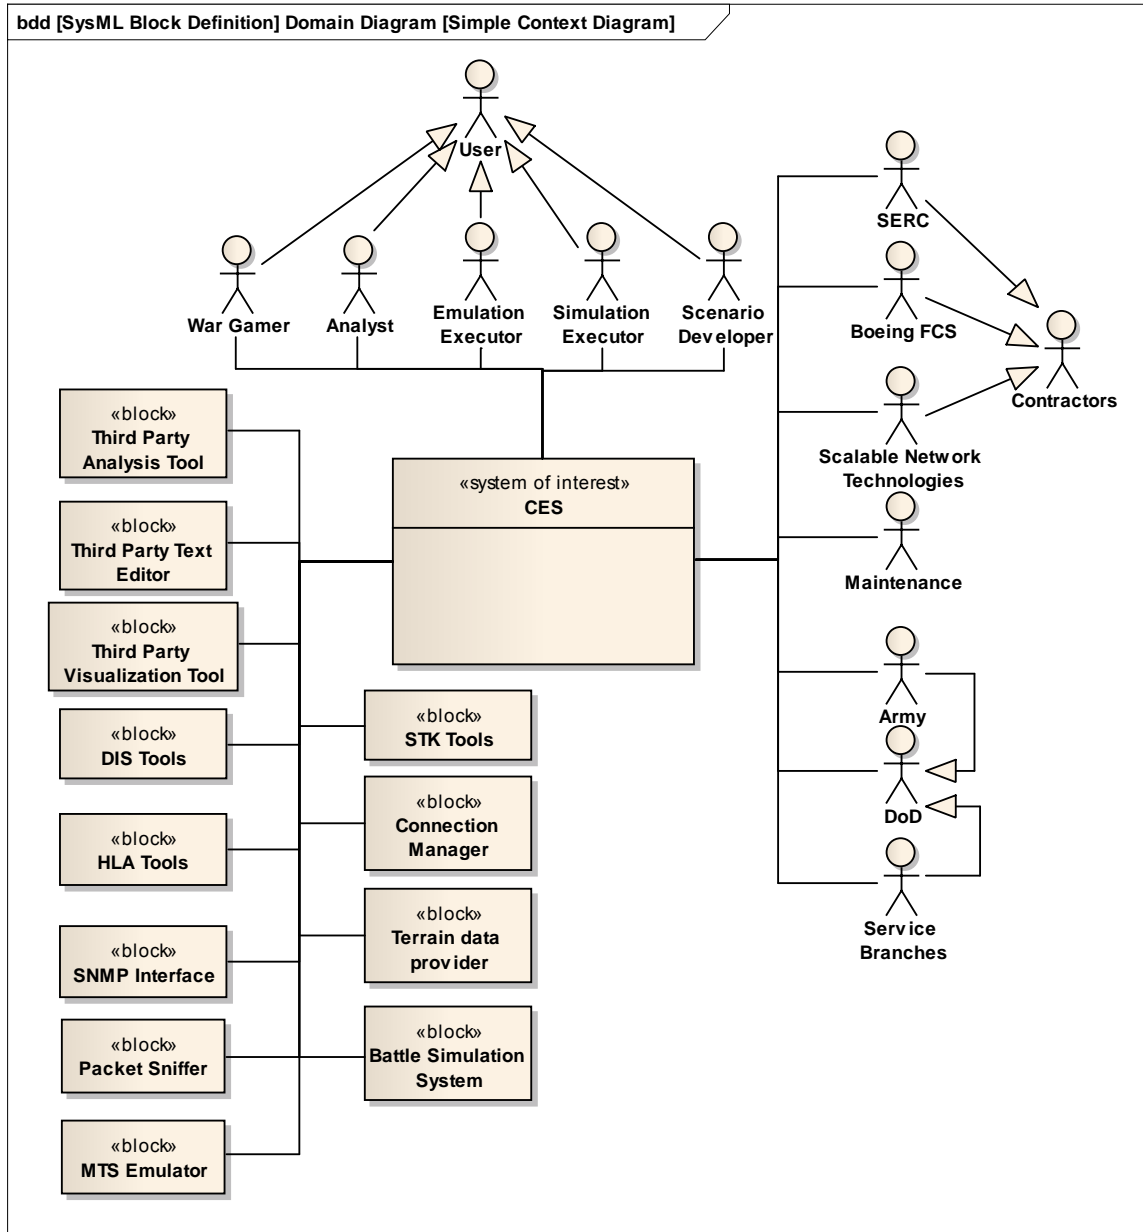 bdd [SysML Block Definition] Domain Diagram [Simple Context Diagram]
User
War Gamer
Analyst
Emulation
Executor
Simulation
Executor
Scenario
Developer
SERC
Boeing FCS
Contractors
Scalable Network
Technologies
Maintenance
Army
DoD
Service
Branches
«system of interest»
CES
«block»
Third Party
Analysis Tool
«block»
Third Party Text
Editor
«block»
Third Party
Visualization Tool
«block»
DIS Tools
«block»
HLA Tools
«block»
SNMP Interface
«block»
Packet Sniffer
«block»
MTS Emulator
«block»
STK Tools
«block»
Connection
Manager
«block»
Terrain data
provider
«block»
Battle Simulation
System